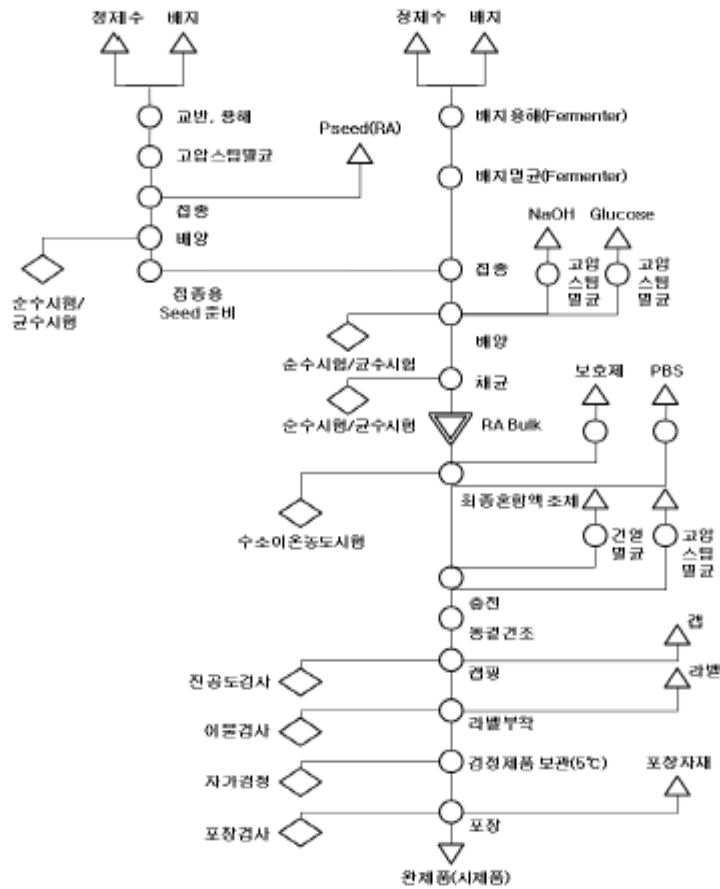 정제수 배지
정제수 배지
교반, 용해
고압스팀멸균
Pseed(RA)
접종
배양
순수시험/
균수시험
접종용
Seed 준비
배지용해(Fermenter)
배지멸균(Fermenter)
NaOH Glucose
고압
스팀
멸균
고압
스팀
멸균
접종
배양
순수시험/균수시험
채균
순수시험/균수시험
RA Bulk
보호제 PBS
최종혼합액 조제
수소이온농도시험
건열
멸균
고압
스팀
멸균
충전
동결건조
캡
캡핑
진공도검사
라벨
라벨부착
이물검사
검정제품 보관(5℃)
자가검정
포장자재
포장
포장검사
완제품(시제품)